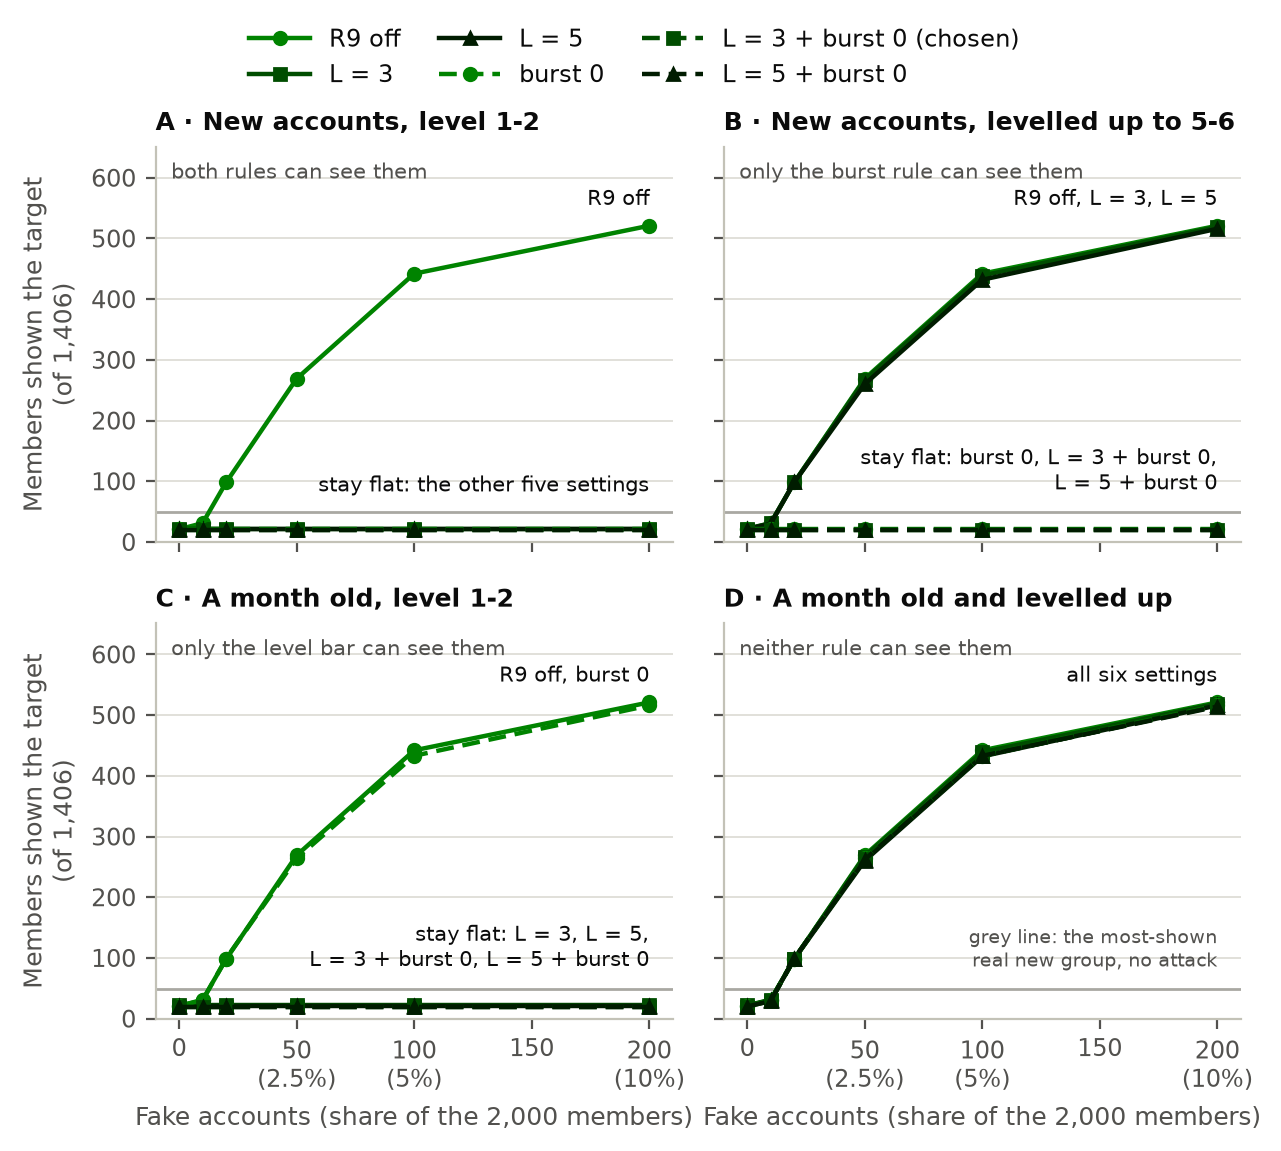 R9 off
L = 5
L = 3 + burst 0 (chosen)
L = 3
burst 0
L = 5 + burst 0
A · New accounts, level 1-2
B · New accounts, levelled up to 5-6
both rules can see them
R9 off
stay flat: the other five settings
only the burst rule can see them
R9 off, L = 3, L = 5
stay flat: burst 0, L = 3 + burst 0,
L = 5 + burst 0
Members shown the target
(of 1,406)
600
500
400
300
200
100
0
C · A month old, level 1-2
D · A month old and levelled up
only the level bar can see them
R9 off, burst 0
stay flat: L = 3, L = 5,
L = 3 + burst 0, L = 5 + burst 0
neither rule can see them
all six settings
grey line: the most-shown
real new group, no attack
Members shown the target
(of 1,406)
600
500
400
300
200
100
0
0 50 100 150 200
(2.5%) (5%) (10%)
0 50 100 150 200
(2.5%) (5%) (10%)
Fake accounts (share of the 2,000 members)
Fake accounts (share of the 2,000 members)